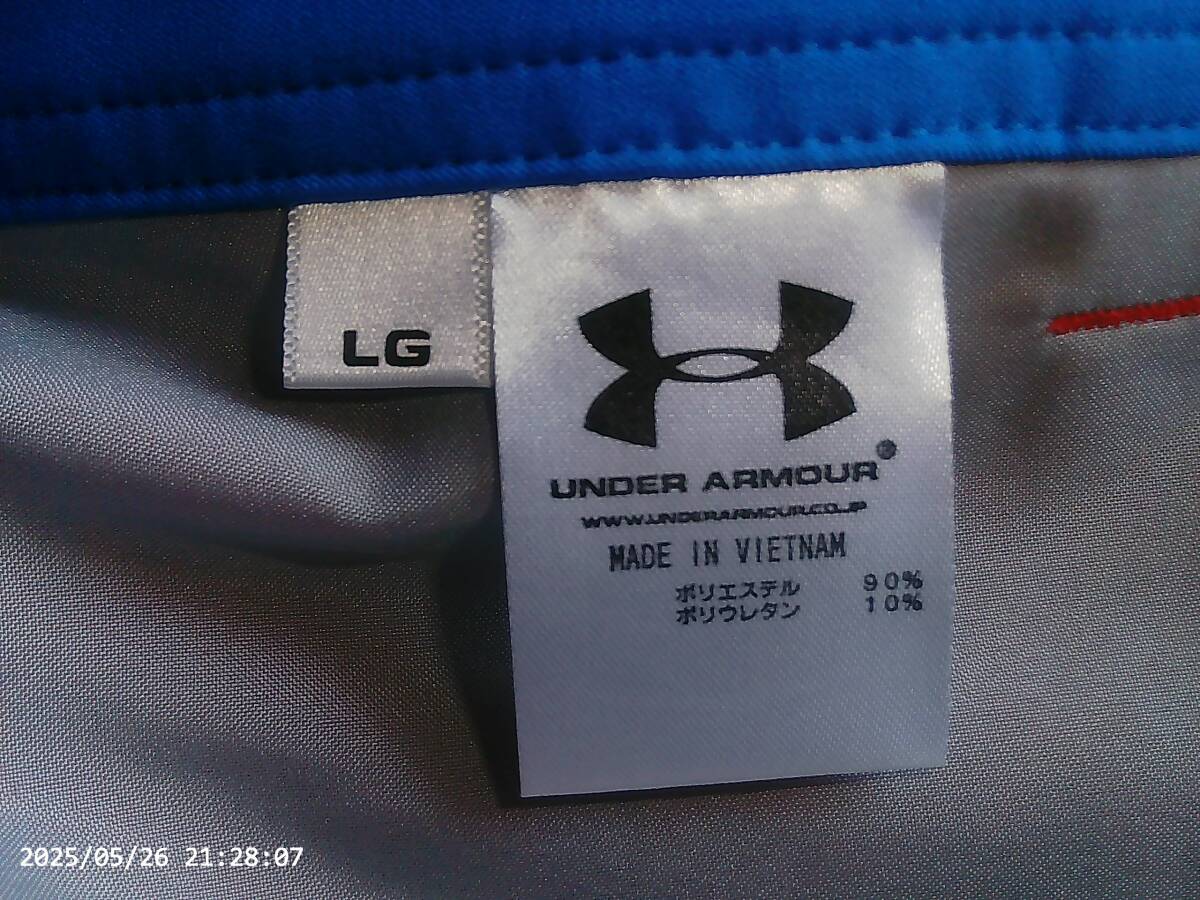 LG
UNDER ARMOUR®
WWW.UNDERARMOUR.CO.JP
MADE IN VIETNAM
ポリエステル 90%
ポリウレタン 10%
2025/05/26 21:28:07